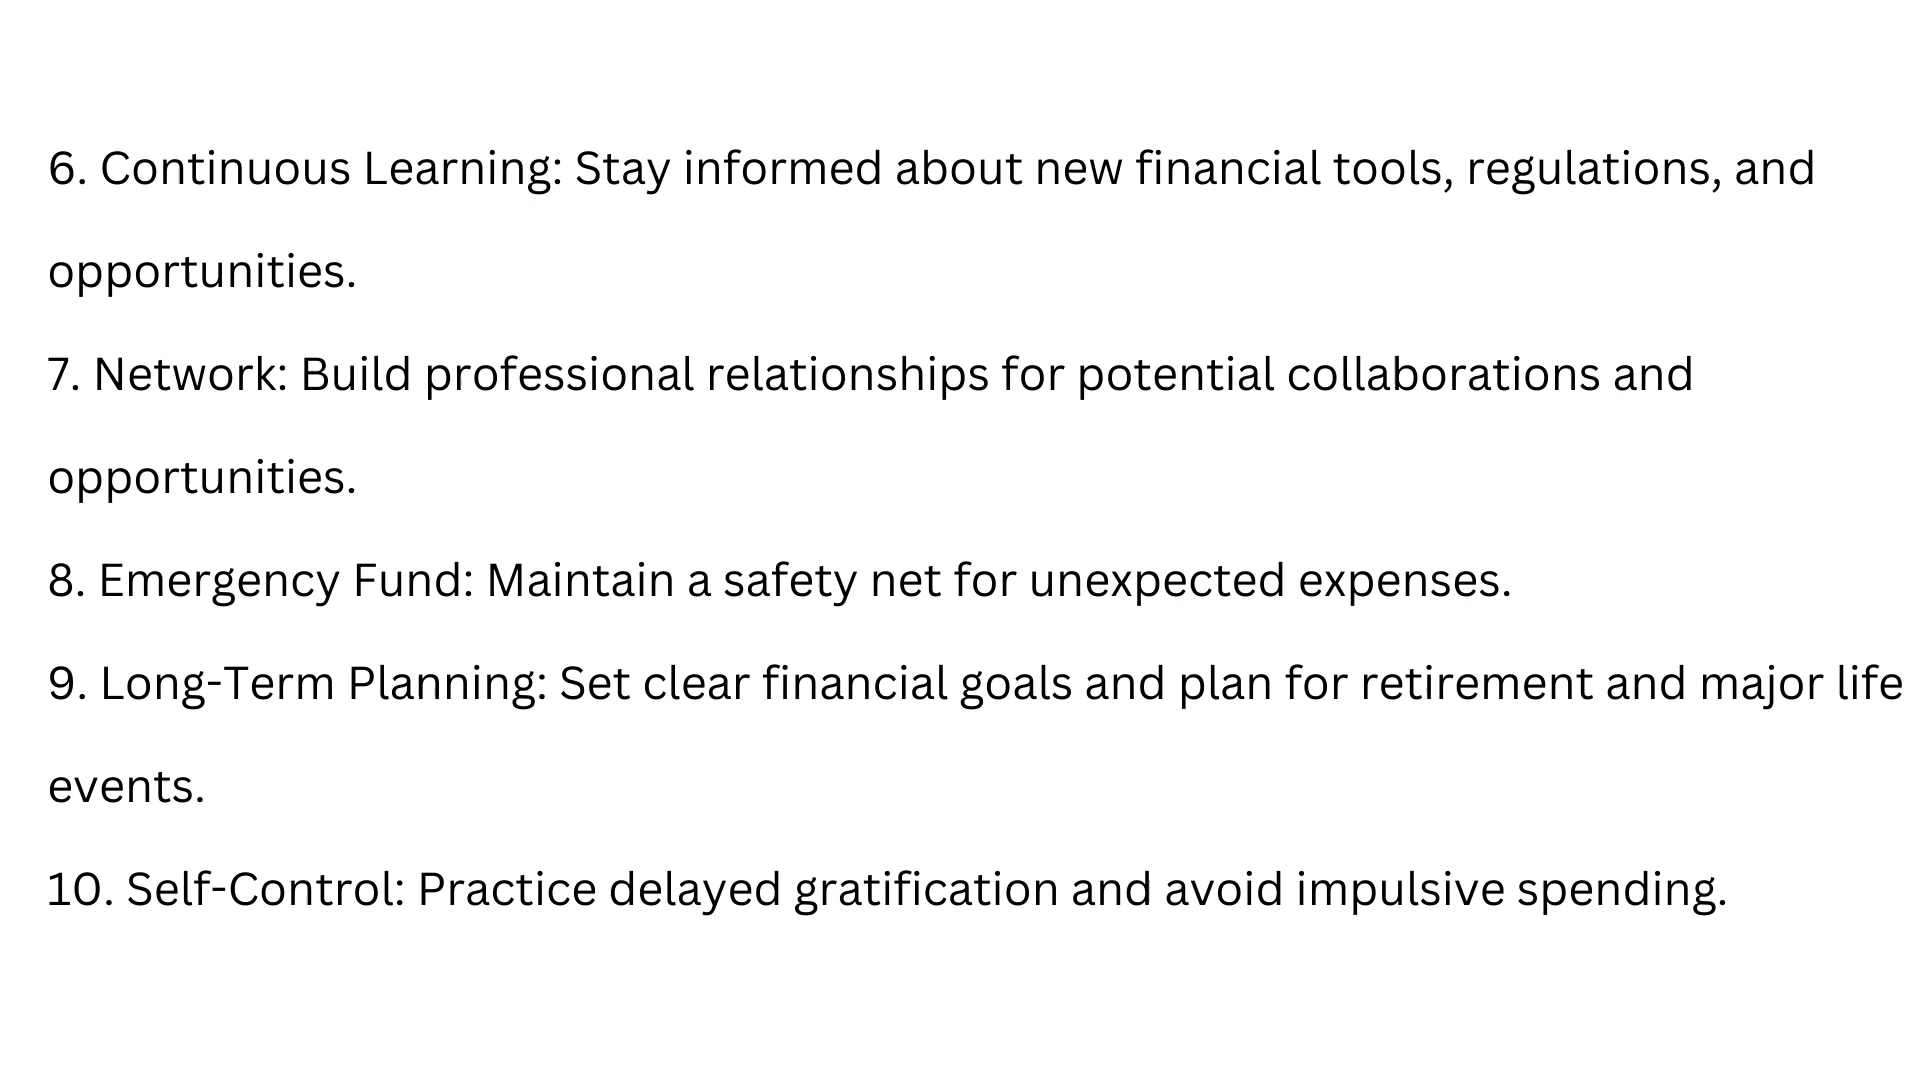 6. Continuous Learning: Stay informed about new financial tools, regulations, and
opportunities.
7. Network: Build professional relationships for potential collaborations and
opportunities.
8. Emergency Fund: Maintain a safety net for unexpected expenses.
9. Long-Term Planning: Set clear financial goals and plan for retirement and major life
events.
10. Self-Control: Practice delayed gratification and avoid impulsive spending.